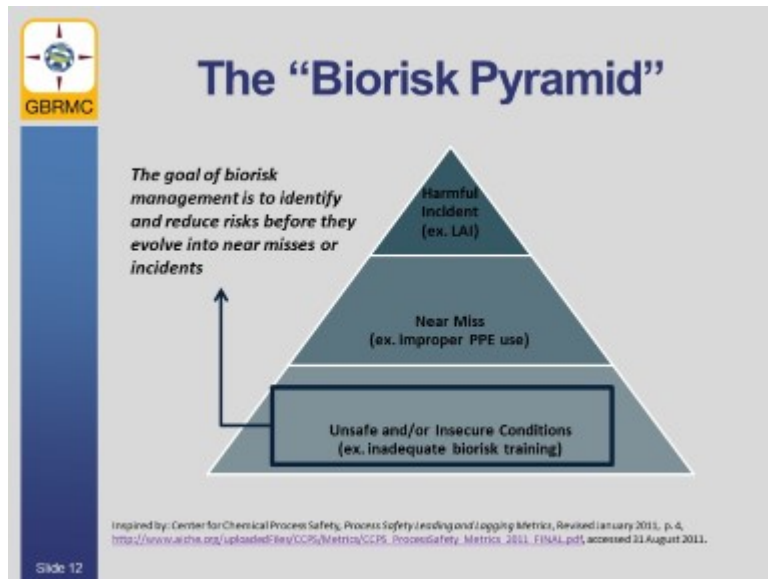 GBRMC
The “Biorisk Pyramid”
The goal of biorisk
management is to identify
and reduce risks before they
evolve into near misses or
incidents
Harmful
Incident
(ex. LAI)
Near Miss
(ex. improper PPE use)
Unsafe and/or Insecure Conditions
(ex. inadequate biorisk training)
Inspired by: Center for Chemical Process Safety, Process Safety Leading and Lagging Metrics, Revised January 2011, p. 4,
http://www.aiche.org/uploadedFiles/CCPS/Metrics/CCPS_ProcessSafety_Metrics_2011_FINAL.pdf, accessed 31 August 2011.
Slide 12